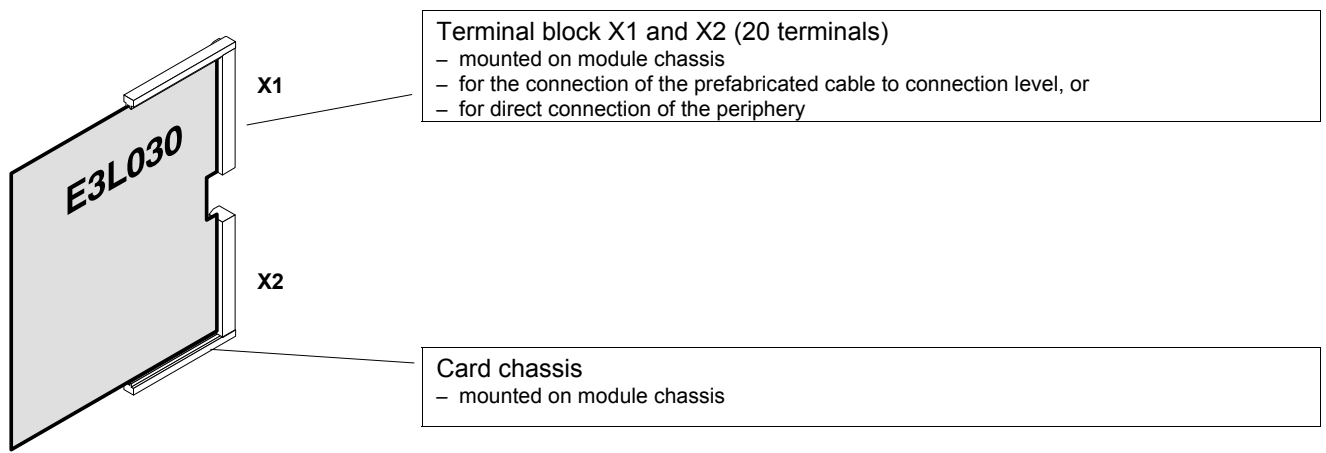 Terminal block X1 and X2 (20 terminals)
– mounted on module chassis
– for the connection of the prefabricated cable to connection level, or
– for direct connection of the periphery
X1
E3L030
X2
Card chassis
– mounted on module chassis